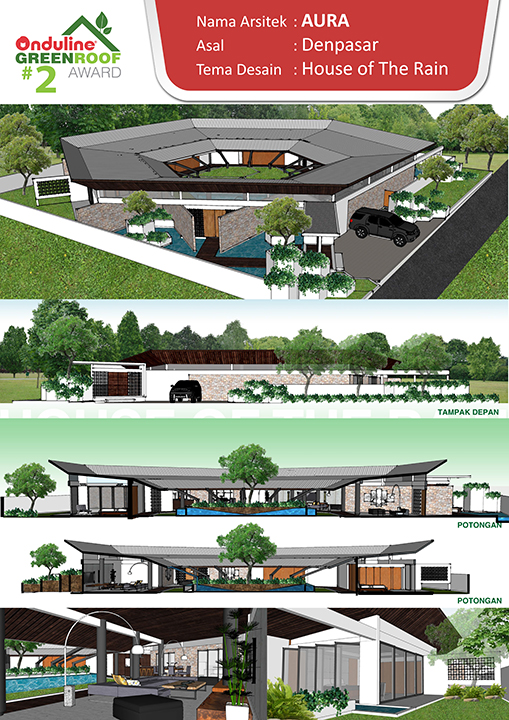 Onduline®
GREENROOF
#2 AWARD
Nama Arsitek : AURA
Asal : Denpasar
Tema Desain : House of The Rain
TAMPAK DEPAN
POTONGAN
POTONGAN